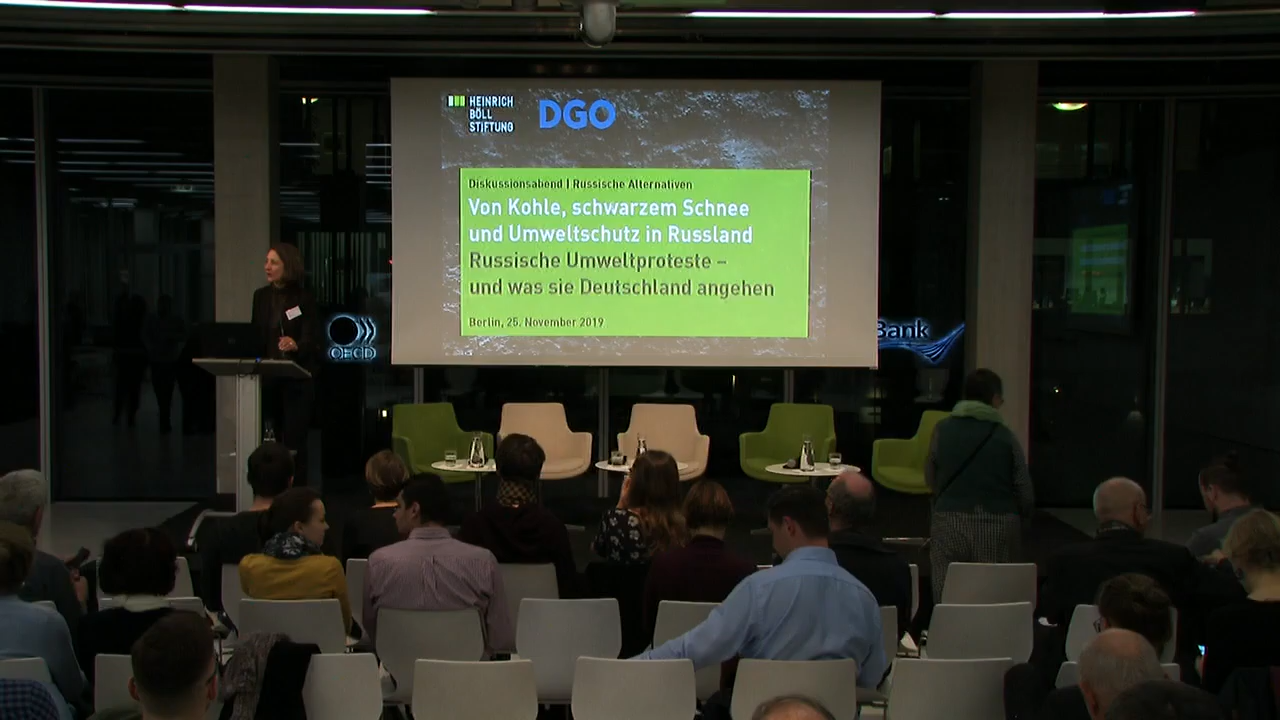 HEINRICH
BÖLL
STIFTUNG
DGO
Diskussionsabend | Russische Alternativen
Von Kohle, schwarzem Schnee
und Umweltschutz in Russland
Russische Umweltproteste –
und was sie Deutschland angehen
Berlin, 25. November 2019
OECD
Bank